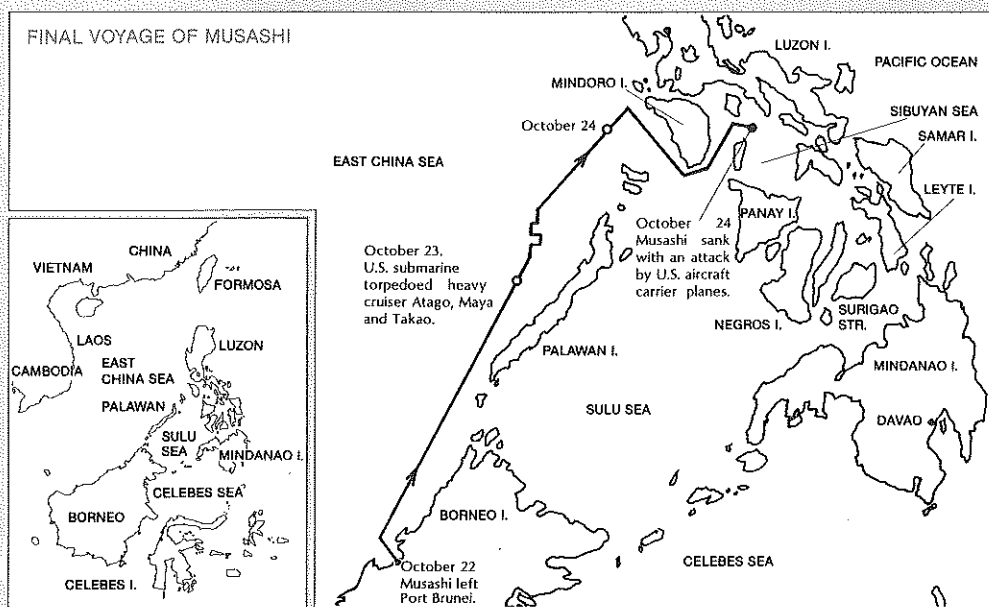 FINAL VOYAGE OF MUSASHI
LUZON I.
PACIFIC OCEAN
MINDORO I.
SIBUYAN SEA
October 24
SAMAR I.
EAST CHINA SEA
LEYTE I.
October 24
Musashi sank
with an attack
by U.S. aircraft
carrier planes.
PANAY I.
October 23,
U.S. submarine
torpedoed heavy
cruiser Atago, Maya
and Takao.
NEGROS I.
SURIGAO
STR.
PALAWAN I.
MINDANAO I.
SULU SEA
DAVAO
BORNEO I.
CELEBES SEA
October 22
Musashi left
Port Brunei.
CHINA
VIETNAM
FORMOSA
LAOS
LUZON
EAST
CHINA SEA
CAMBODIA
PALAWAN
SULU
SEA
MINDANAO I.
CELEBES SEA
BORNEO
CELEBES I.